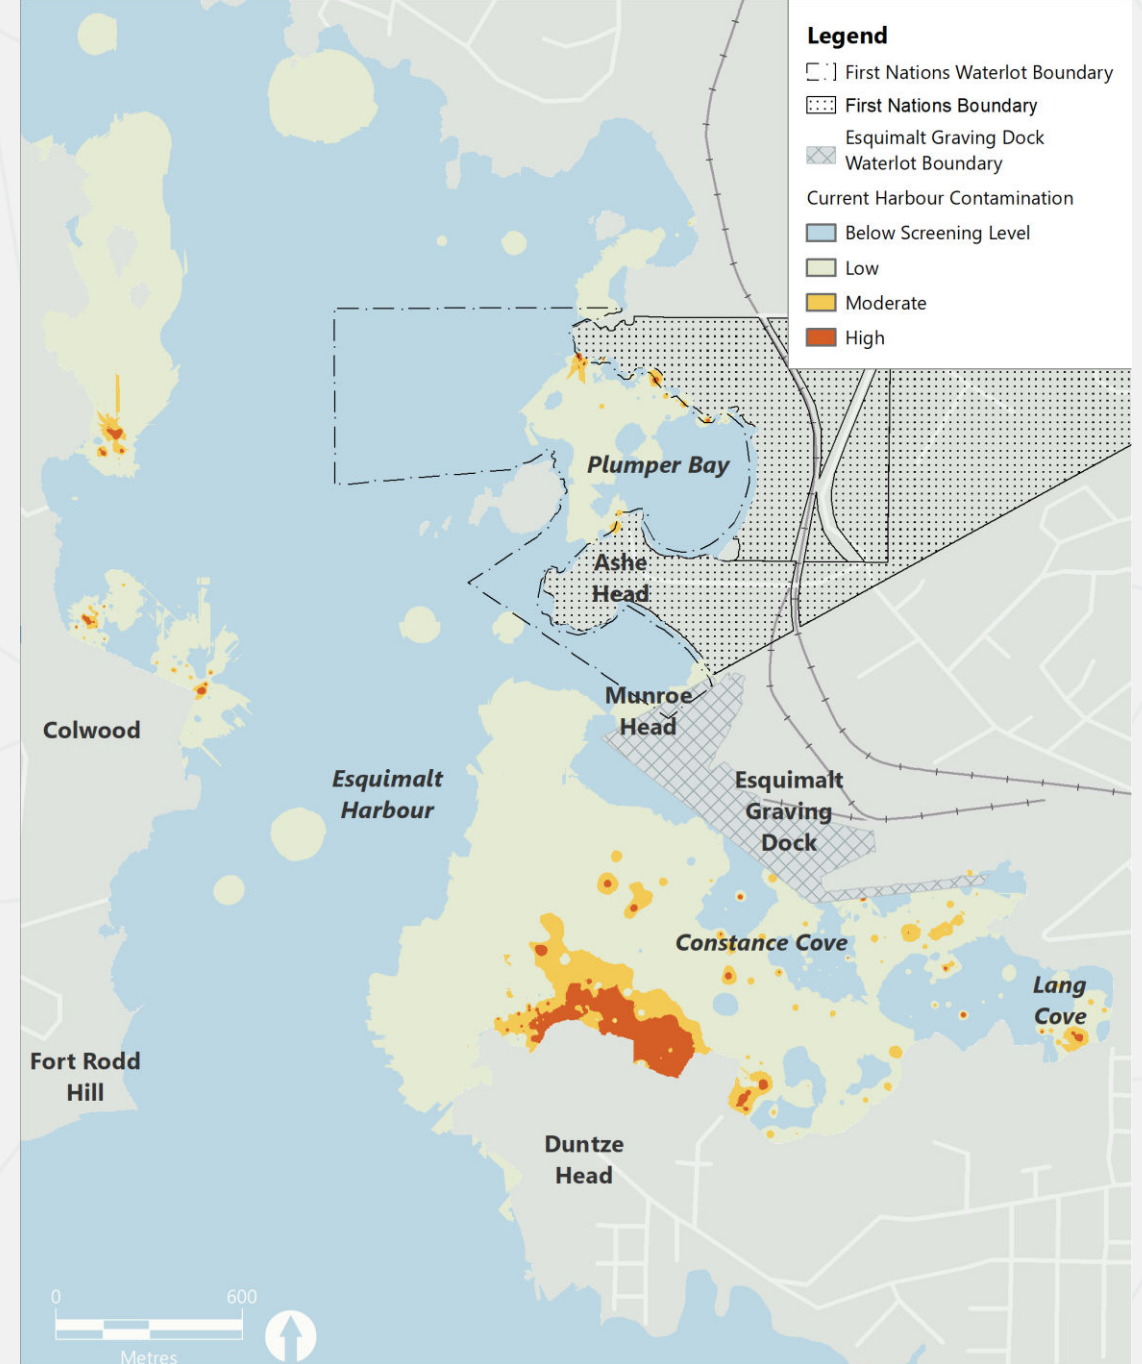 Legend
First Nations Waterlot Boundary
First Nations Boundary
Esquimalt Graving Dock
Waterlot Boundary
Current Harbour Contamination
Below Screening Level
Low
Moderate
High
Plumper Bay
Ashe
Head
Munroe
Head
Colwood
Esquimalt
Harbour
Esquimalt
Graving
Dock
Constance Cove
Lang
Cove
Fort Rodd
Hill
Duntze
Head
0 600
Metres